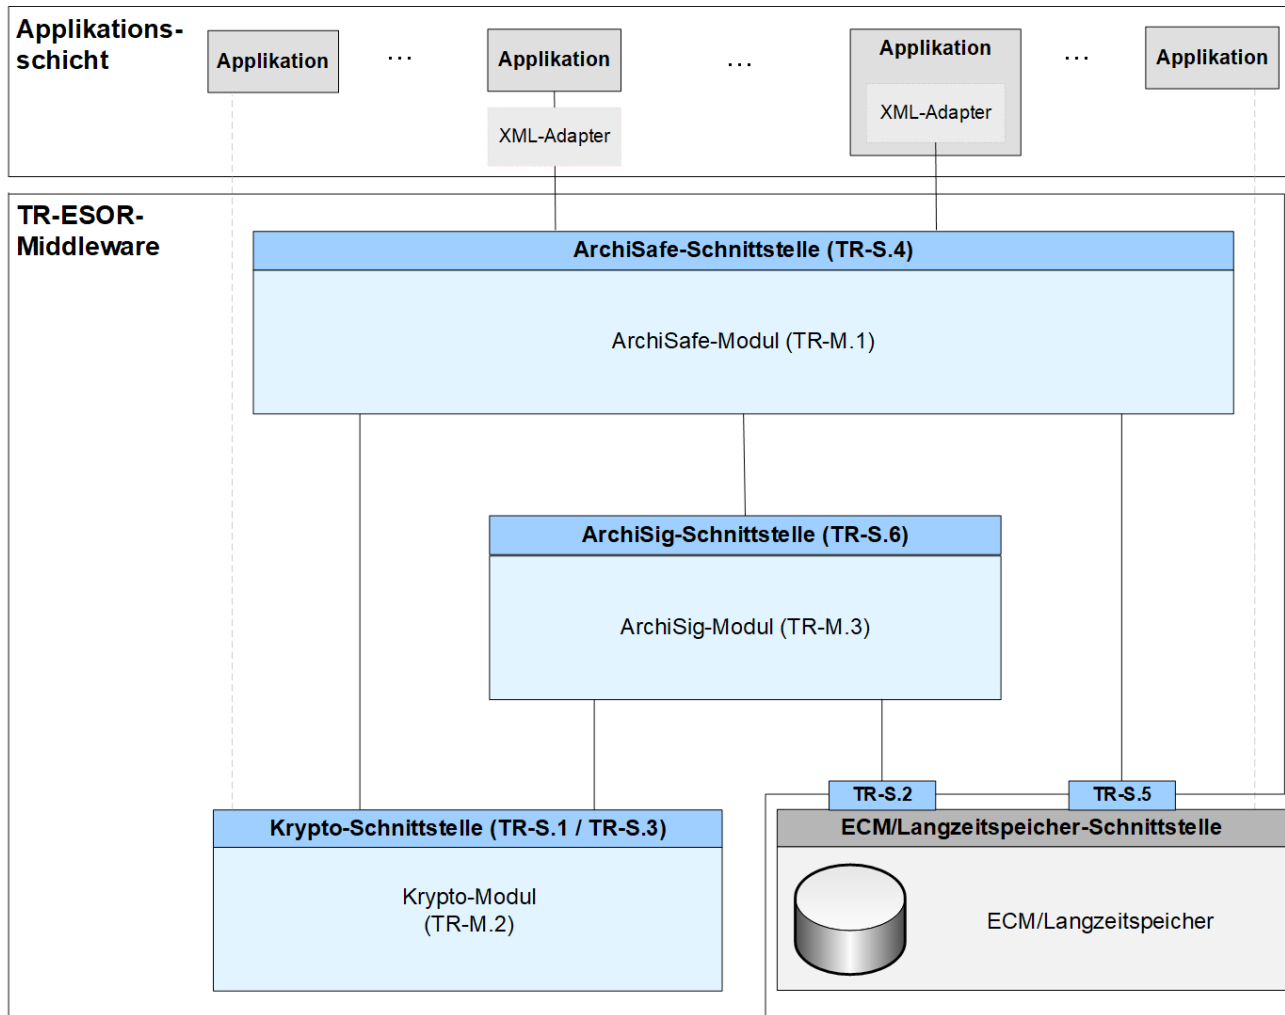 Applikations-
schicht
Applikation
...
Applikation
XML-Adapter
...
Applikation
XML-Adapter
...
Applikation
TR-ESOR-
Middleware
ArchiSafe-Schnittstelle (TR-S.4)
ArchiSafe-Modul (TR-M.1)
ArchiSig-Schnittstelle (TR-S.6)
ArchiSig-Modul (TR-M.3)
Krypto-Schnittstelle (TR-S.1 / TR-S.3)
Krypto-Modul
(TR-M.2)
TR-S.2
TR-S.5
ECM/Langzeitspeicher-Schnittstelle
ECM/Langzeitspeicher